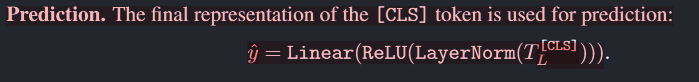 Prediction. The final representation of the [CLS] token is used for prediction:
ŷ = Linear(ReLU(LayerNorm(T_L^[CLS]))).